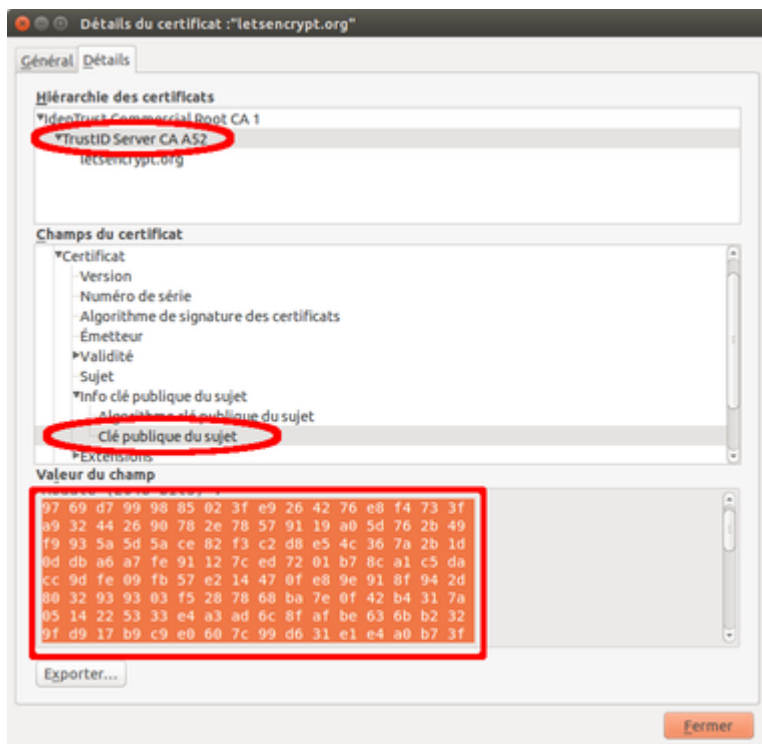 Détails du certificat :"letsencrypt.org"
Général Détails
Hiérarchie des certificats
IdenTrust Commercial Root CA 1
TrustID Server CA A52
letsencrypt.org
Champs du certificat
Certificat
Version
Numéro de série
Algorithme de signature des certificats
Émetteur
Validité
Sujet
Info clé publique du sujet
Algorithme clé publique du sujet
Clé publique du sujet
Extensions
Valeur du champ
97 69 d7 99 98 85 02 3f e9 26 42 76 e8 f4 73 3f
a9 32 44 26 90 78 2e 78 57 91 19 a0 5d 76 2b 49
f9 93 5a 5d 5a ce 82 f3 c2 d8 e5 4c 36 7a 2b 1d
0d db a6 a7 fe 91 12 7c ed 72 01 b7 8c a1 c5 da
cc 9d fe 09 fb 57 e2 14 47 0f e8 9e 91 8f 94 2d
80 32 93 93 03 f5 28 78 68 ba 7e 0f 42 b4 31 7a
05 14 22 53 33 e4 a3 ad 6c 8f af be 63 6b b2 32
9f d9 17 b9 c9 e0 60 7c 99 d6 31 e1 e4 a0 b7 3f
Exporter...
Fermer